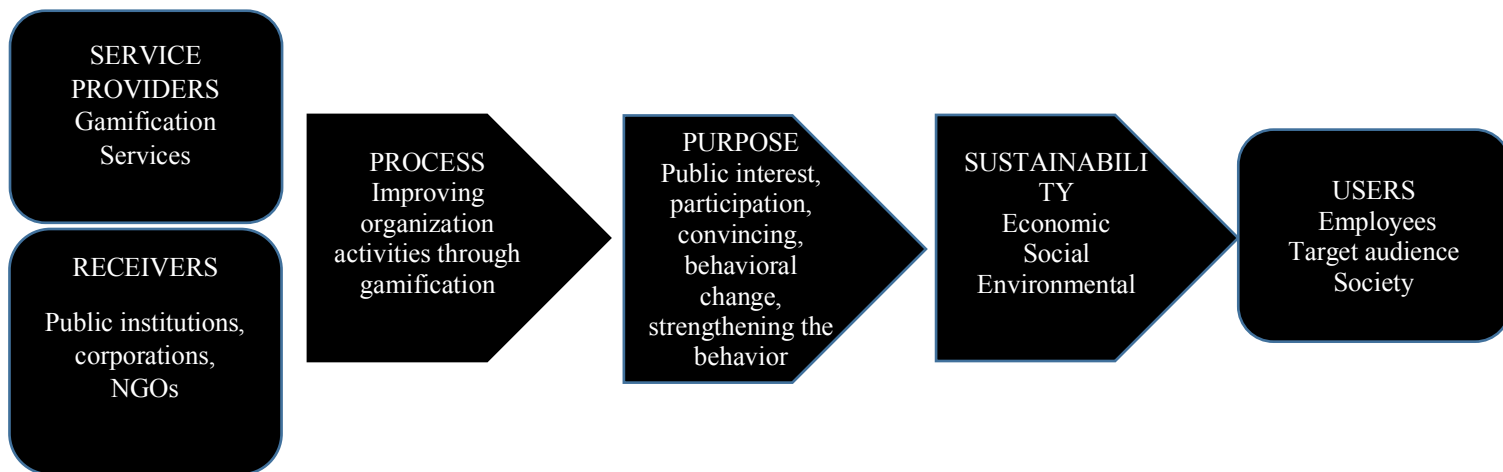 SERVICE
PROVIDERS
Gamification
Services
RECEIVERS
Public institutions,
corporations,
NGOs
PROCESS
Improving
organization
activities through
gamification
PURPOSE
Public interest,
participation,
convincing,
behavioral
change,
strengthening the
behavior
SUSTAINABILI
TY
Economic
Social
Environmental
USERS
Employees
Target audience
Society